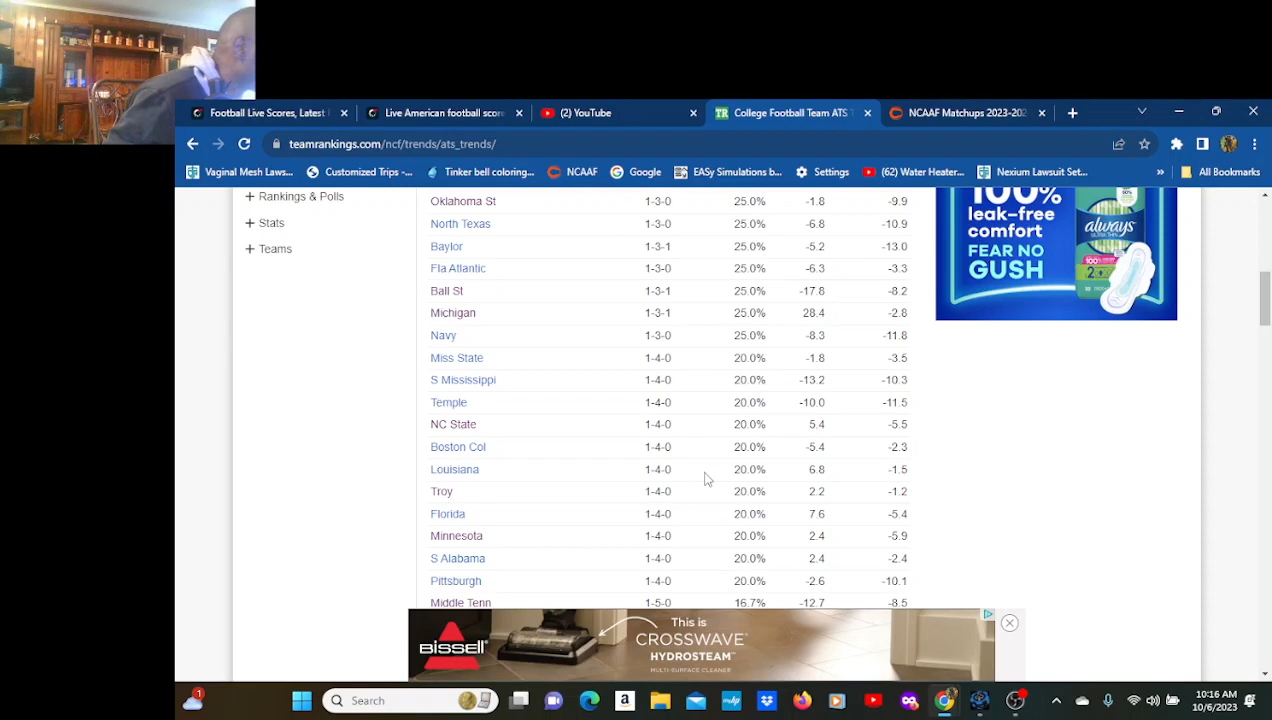 Football Live Scores, Latest
Live American football score
(2) YouTube
TR College Football Team ATS T
NCAAF Matchups 2023-202
teamrankings.com/ncf/trends/ats_trends/
Vaginal Mesh Laws...
Customized Trips -...
Tinker bell coloring...
NCAAF
Google
EASy Simulations b...
Settings
(62) Water Heater...
Nexium Lawsuit Set...
»
All Bookmarks
+ Rankings & Polls
+ Stats
+ Teams
Oklahoma St 1-3-0 25.0% -1.8 -9.9
North Texas 1-3-0 25.0% -6.8 -10.9
Baylor 1-3-1 25.0% -5.2 -13.0
Fla Atlantic 1-3-0 25.0% -6.3 -3.3
Ball St 1-3-1 25.0% -17.8 -8.2
Michigan 1-3-1 25.0% 28.4 -2.8
Navy 1-3-0 25.0% -8.3 -11.8
Miss State 1-4-0 20.0% -1.8 -3.5
S Mississippi 1-4-0 20.0% -13.2 -10.3
Temple 1-4-0 20.0% -10.0 -11.5
NC State 1-4-0 20.0% 5.4 -5.5
Boston Col 1-4-0 20.0% -5.4 -2.3
Louisiana 1-4-0 20.0% 6.8 -1.5
Troy 1-4-0 20.0% 2.2 -1.2
Florida 1-4-0 20.0% 7.6 -5.4
Minnesota 1-4-0 20.0% 2.4 -5.9
S Alabama 1-4-0 20.0% 2.4 -2.4
Pittsburgh 1-4-0 20.0% -2.6 -10.1
Middle Tenn 1-5-0 16.7% -12.7 -8.5
100%
leak-free
comfort
FEAR NO
GUSH
always
2
BISSELL
This is
CROSSWAVE
HYDROSTEAM™
MULTI-SURFACE CLEANER
1
Search
a
hp
10:16 AM
10/6/2023